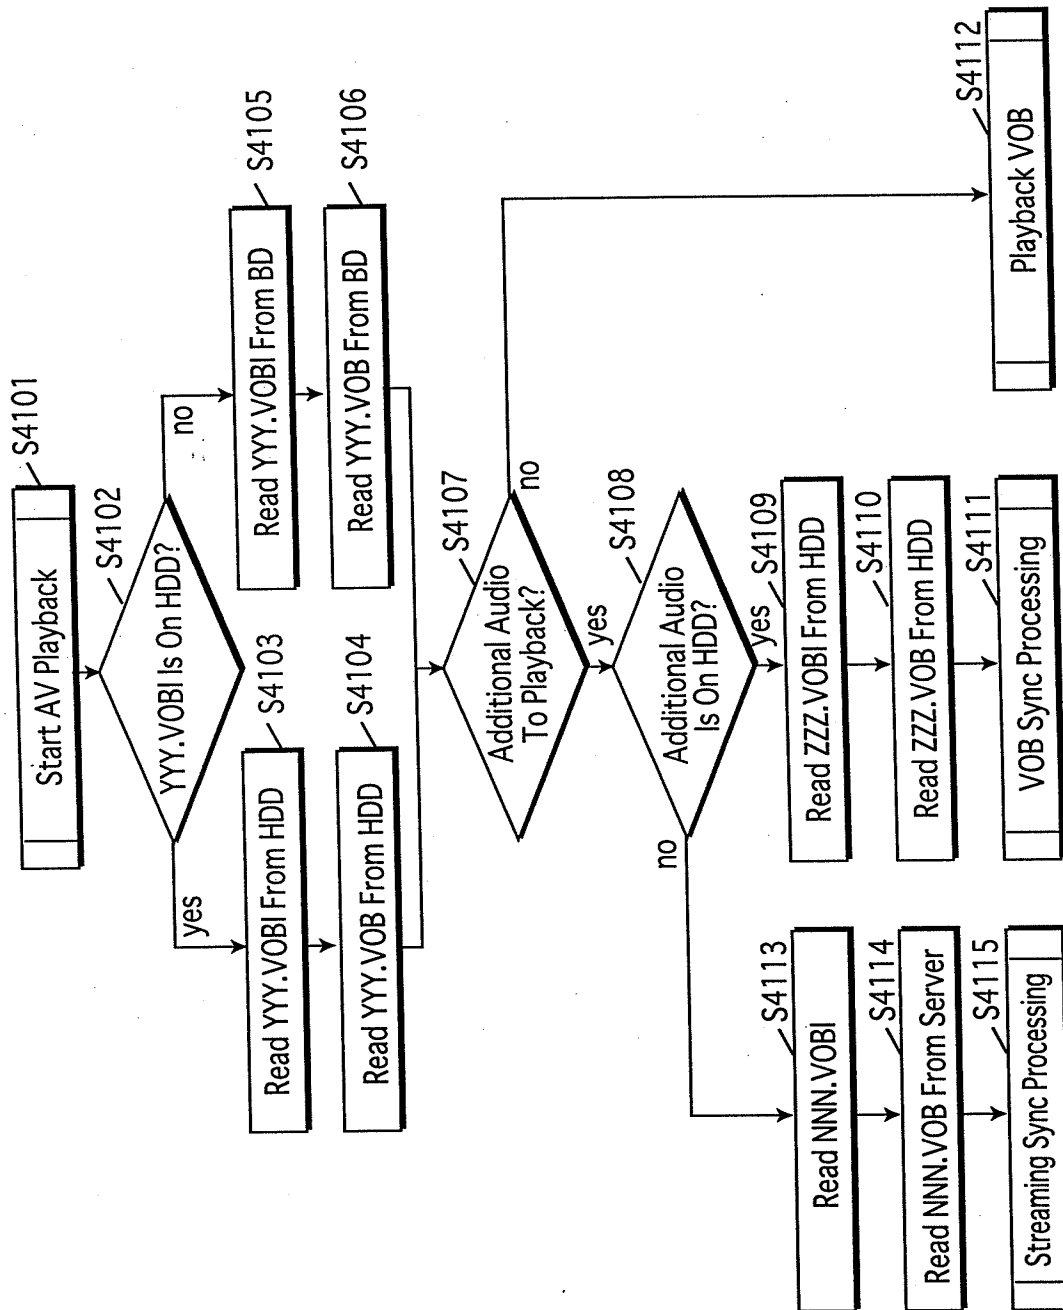 Start AV Playback
S4101
YYY.VOBI Is On HDD?
S4102
yes
no
Read YYY.VOBI From HDD
S4103
Read YYY.VOB From HDD
S4104
Read YYY.VOBI From BD
S4105
Read YYY.VOB From BD
S4106
Additional Audio
To Playback?
S4107
no
yes
Additional Audio
Is On HDD?
S4108
no
yes
Read ZZZ.VOBI From HDD
S4109
Read ZZZ.VOB From HDD
S4110
VOB Sync Processing
S4111
Playback VOB
S4112
Read NNN.VOBI
S4113
Read NNN.VOB From Server
S4114
Streaming Sync Processing
S4115